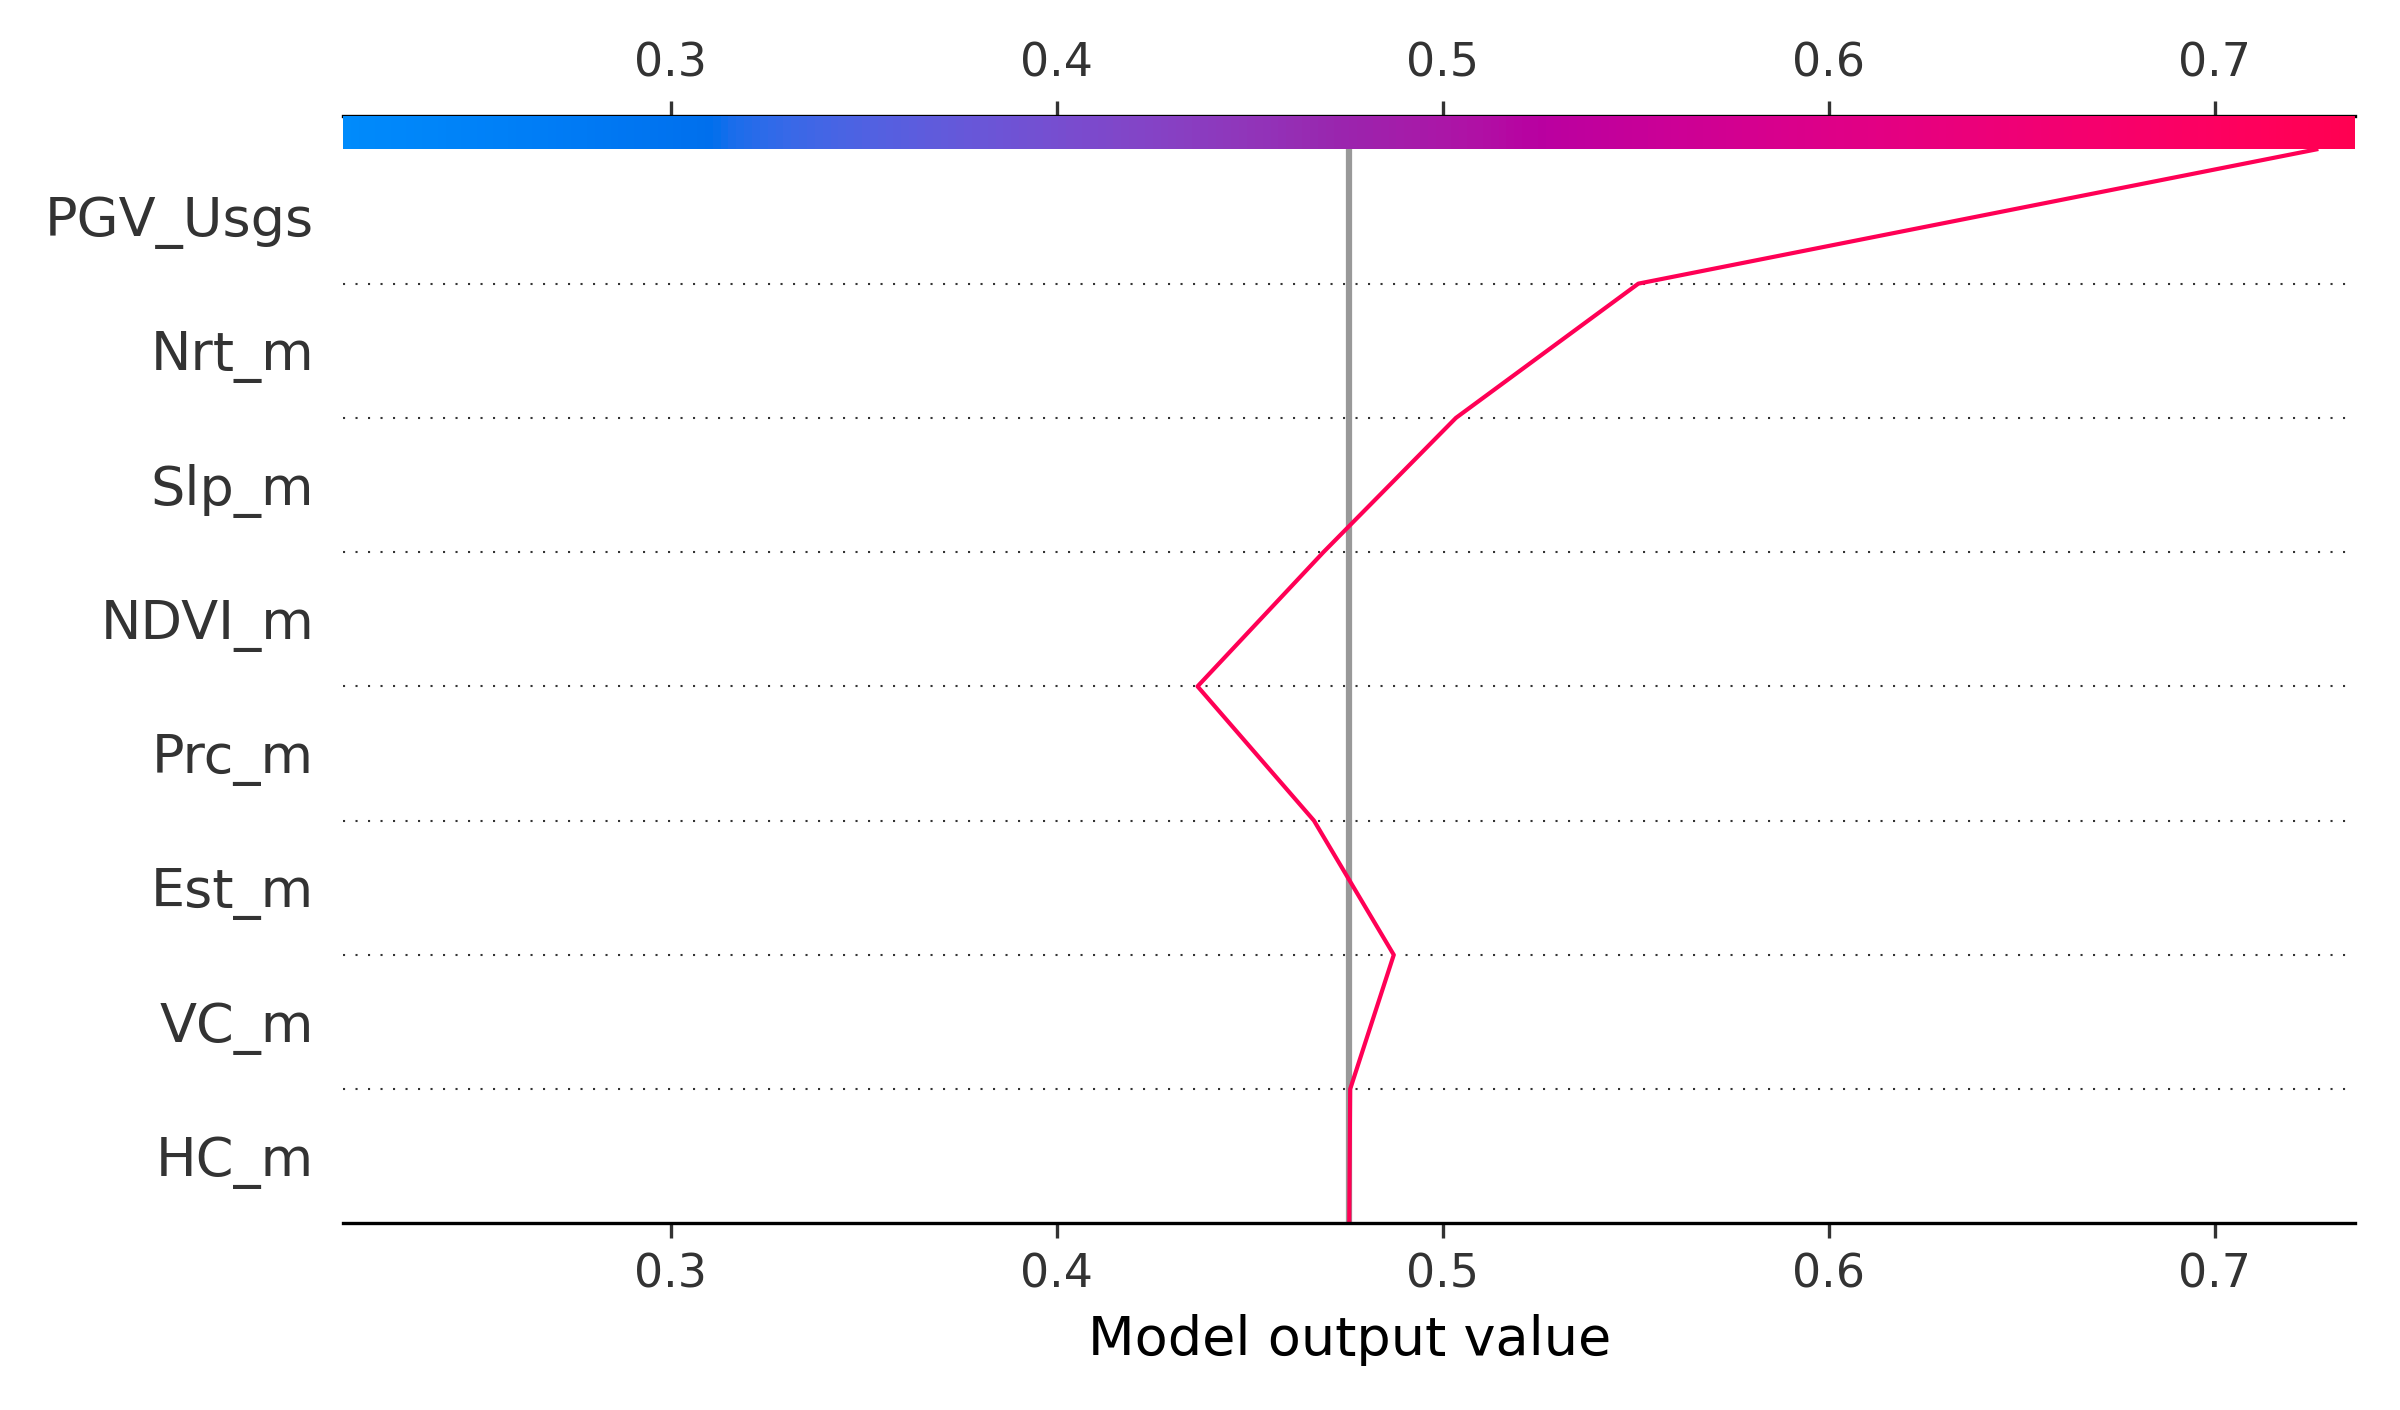 0.3 0.4 0.5 0.6 0.7
PGV_Usgs
Nrt_m
Slp_m
NDVI_m
Prc_m
Est_m
VC_m
HC_m
0.3 0.4 0.5 0.6 0.7
Model output value